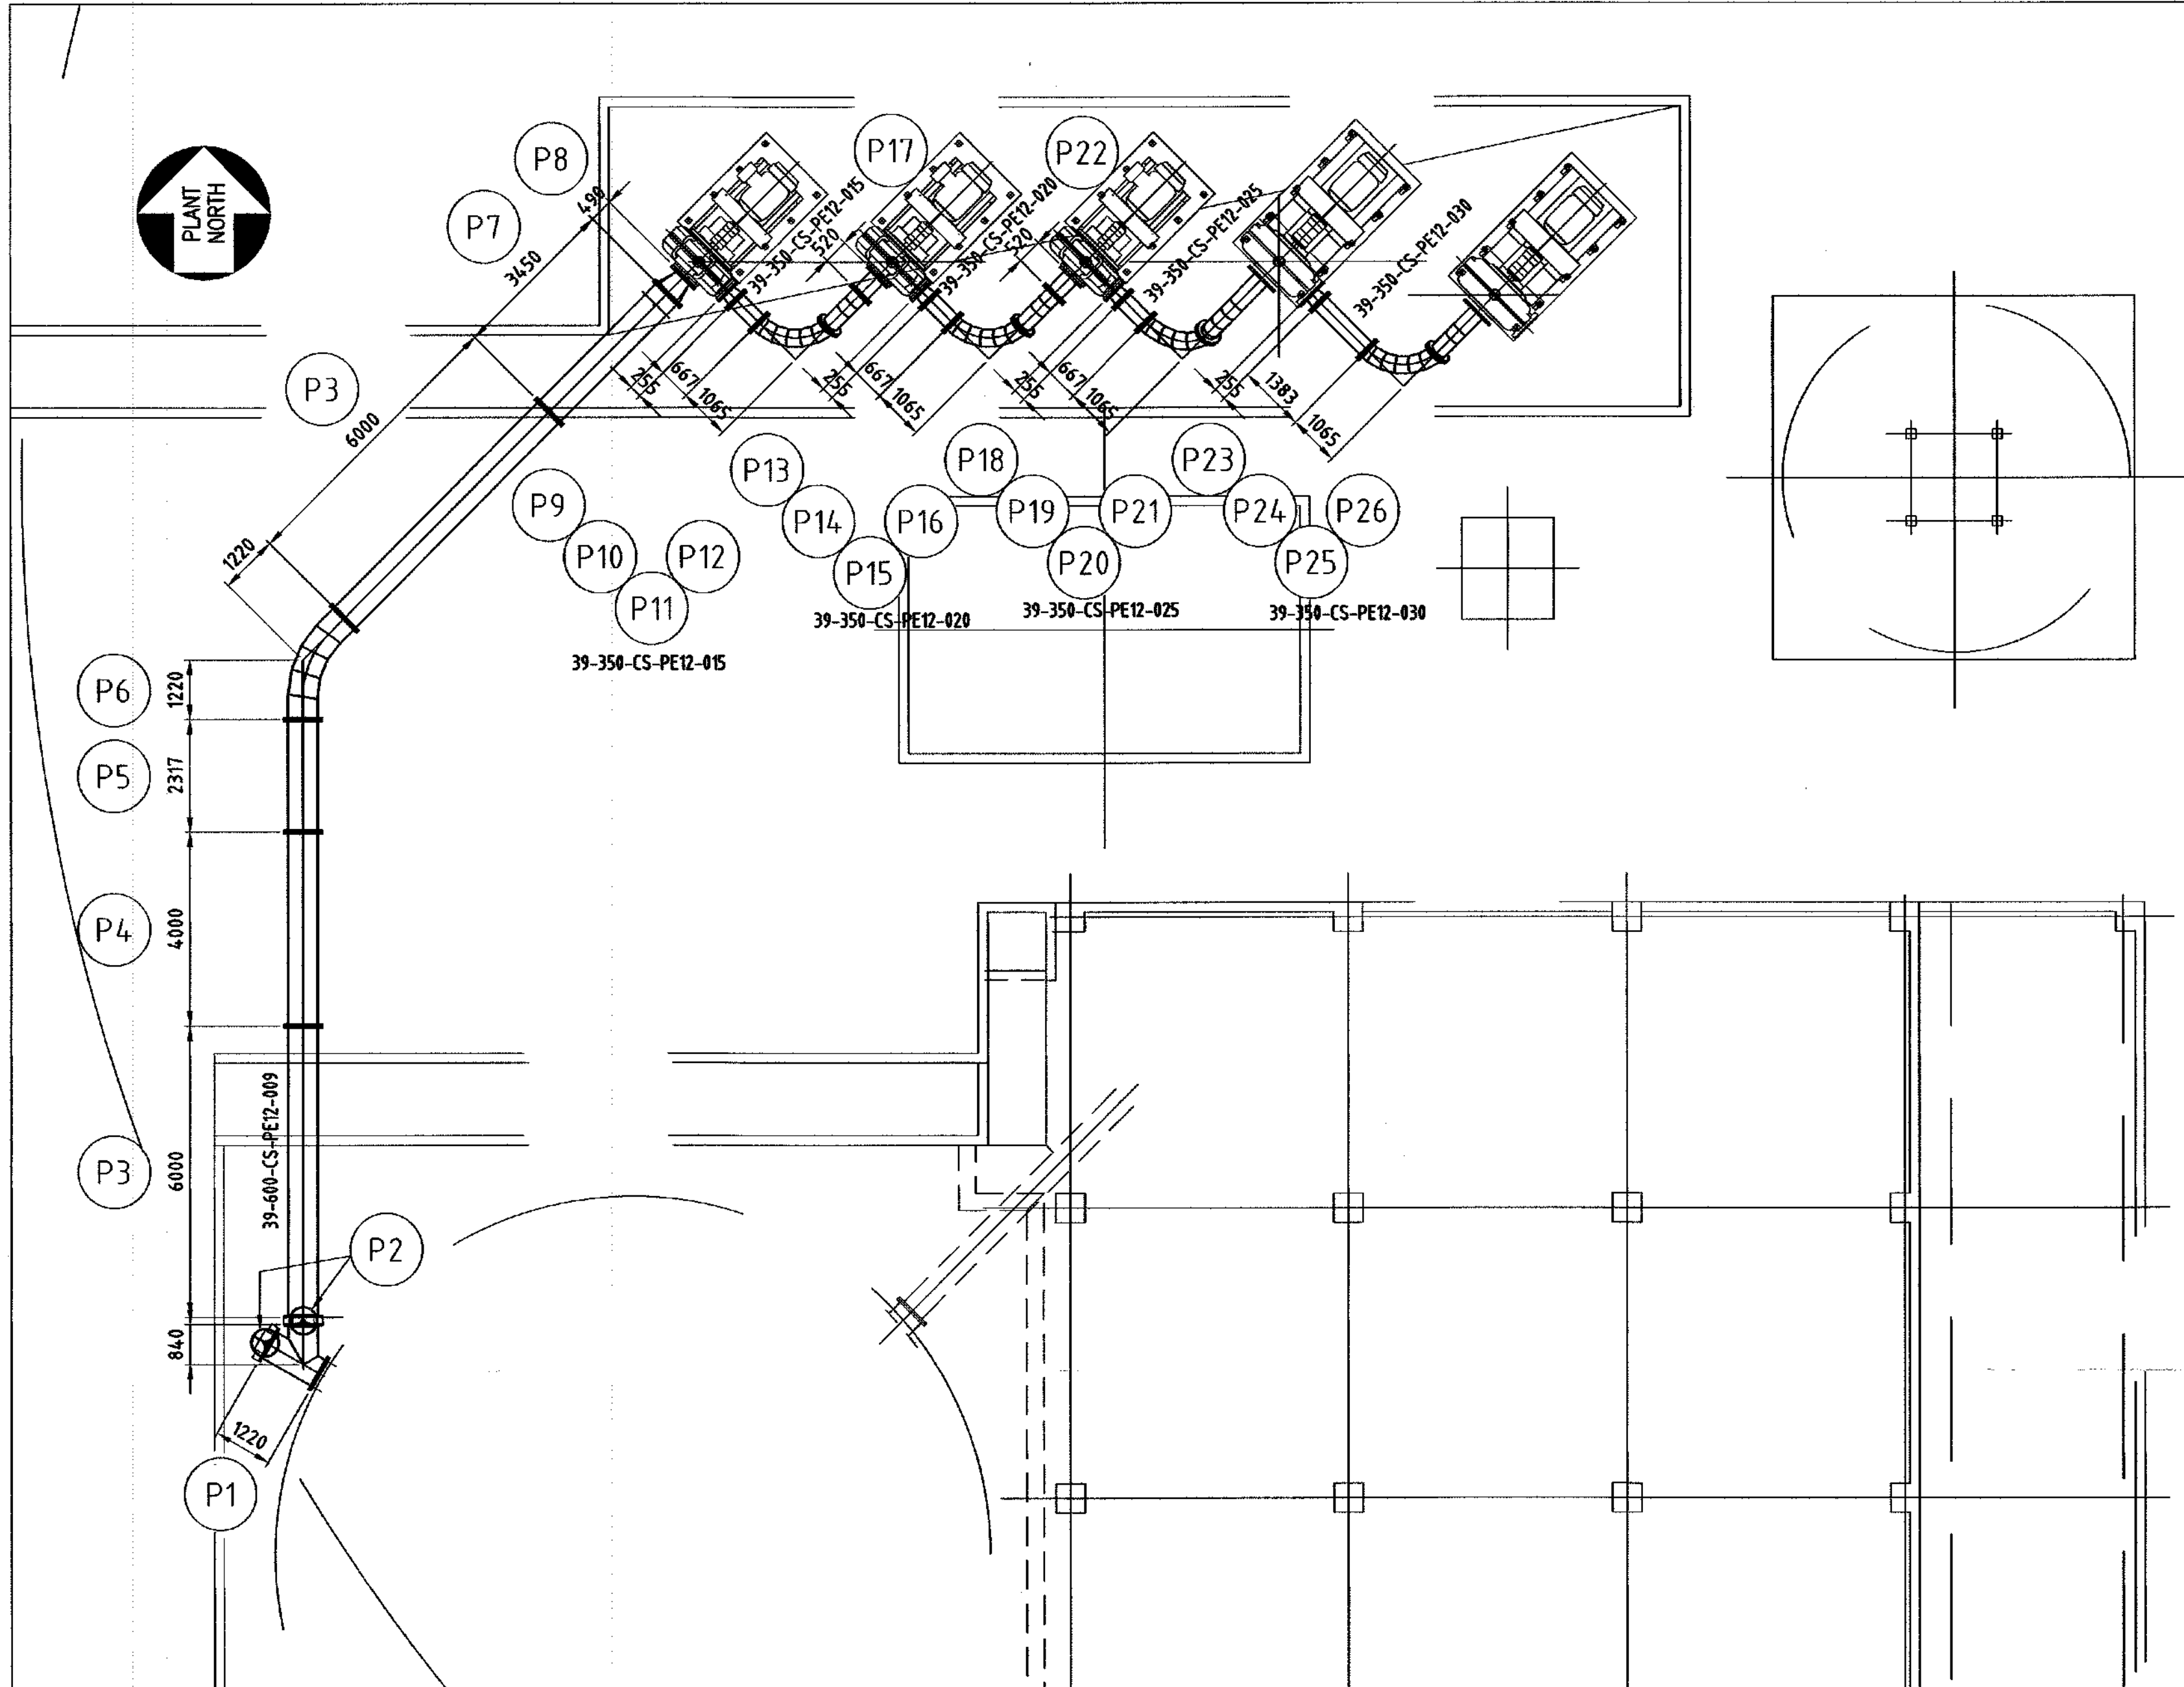 PLANT
NORTH
P8
P17
P22
P7
490
39-350-CS-PE12-015
39-350-CS-PE12-020
39-350-CS-PE12-025
39-350-CS-PE12-030
520
520
3450
P3
6000
255
667
1065
255
667
1065
255
667
1065
255
1383
1065
P13
P18
P23
P9
P14
P16
P19
P21
P24
P26
P10
P12
P15
P20
P25
P11
39-350-CS-PE12-020
39-350-CS-PE12-025
39-350-CS-PE12-030
39-350-CS-PE12-015
1220
P6
1220
P5
2317
P4
4000
P3
6000
39-600-CS-PE12-009
P2
840
1220
P1